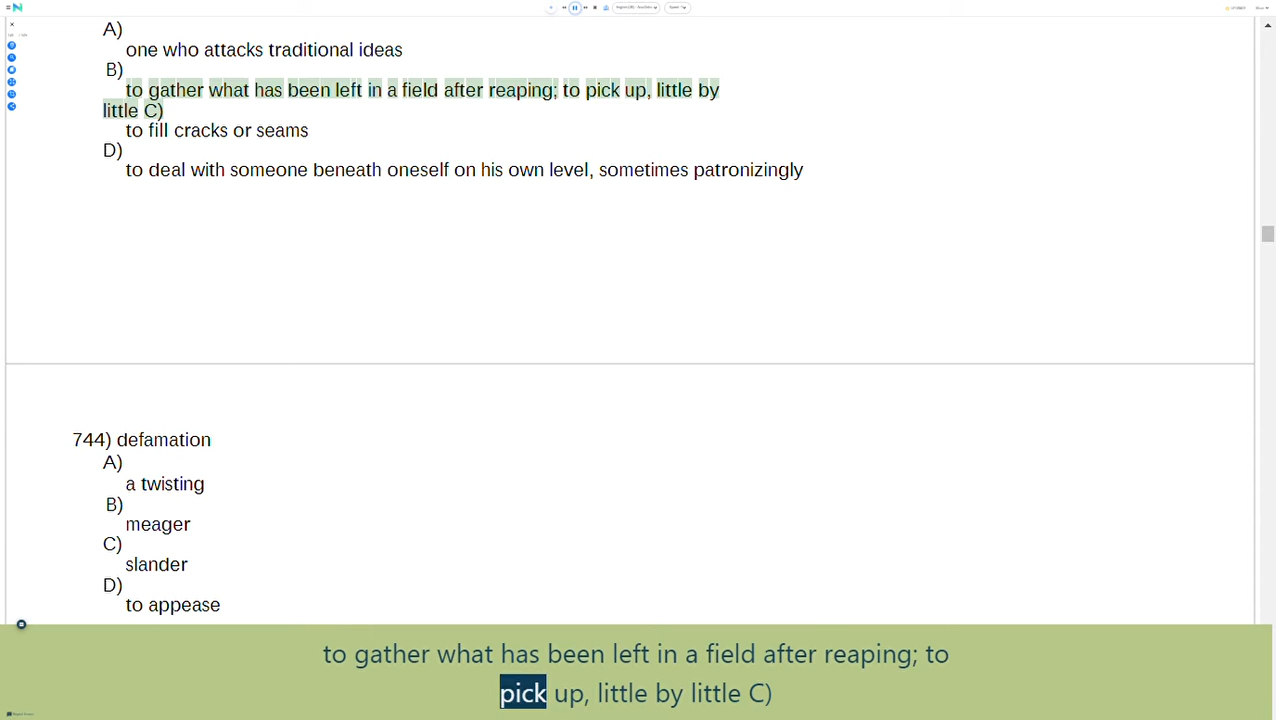 A)
one who attacks traditional ideas
B)
to gather what has been left in a field after reaping; to pick up, little by
little C)
to fill cracks or seams
D)
to deal with someone beneath oneself on his own level, sometimes patronizingly
744) defamation
A)
a twisting
B)
meager
C)
slander
D)
to appease
to gather what has been left in a field after reaping; to
pick up, little by little C)